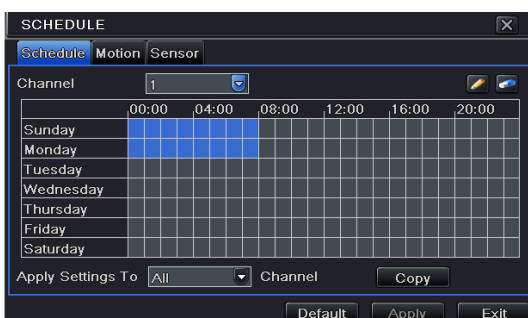 SCHEDULE
Schedule Motion Sensor
Channel 1
00:00 04:00 08:00 12:00 16:00 20:00
Sunday
Monday
Tuesday
Wednesday
Thursday
Friday
Saturday
Apply Settings To All Channel Copy
Default Apply Exit